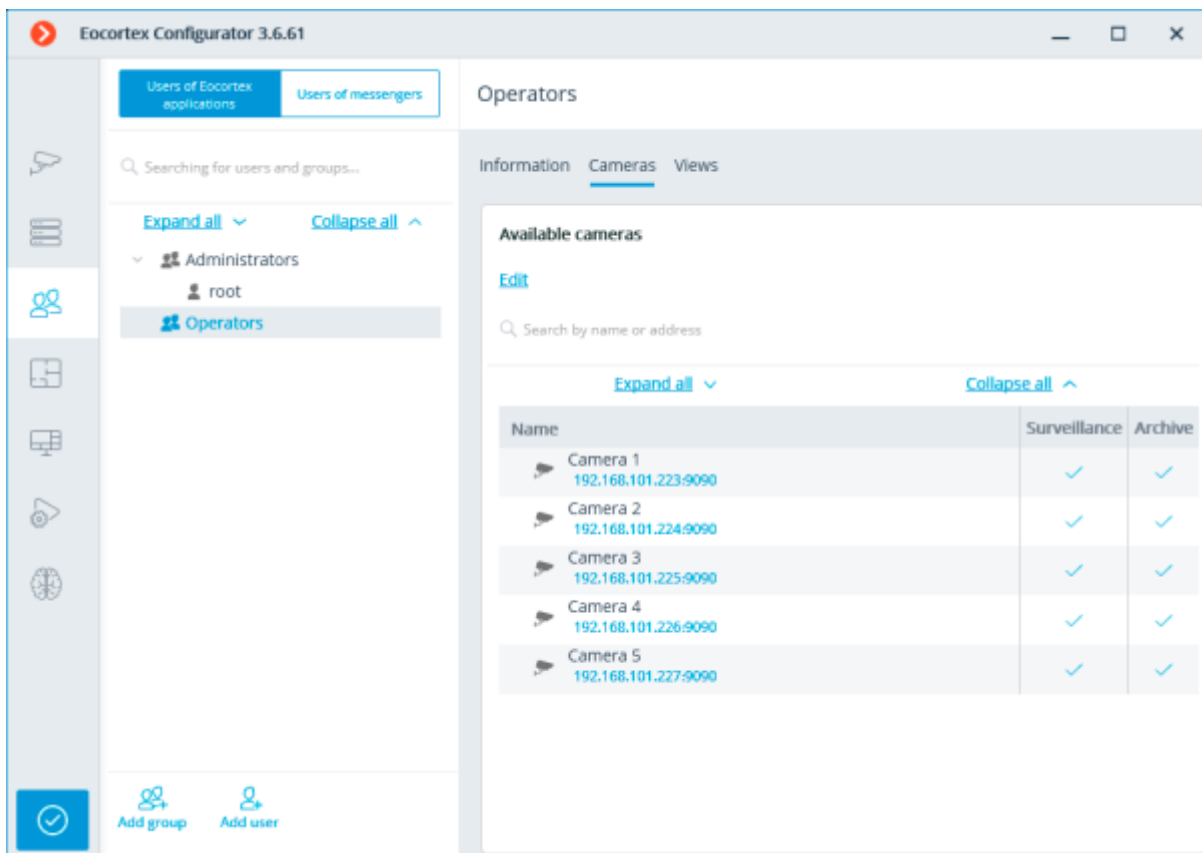 Eocortex Configurator 3.6.61
Users of Eocortex
applications
Users of messengers
Searching for users and groups...
Expand all
Collapse all
Administrators
root
Operators
Add group
Add user
Operators
Information Cameras Views
Available cameras
Edit
Search by name or address
Expand all
Collapse all
Name Surveillance Archive
Camera 1
192.168.101.223:9090
Camera 2
192.168.101.224:9090
Camera 3
192.168.101.225:9090
Camera 4
192.168.101.226:9090
Camera 5
192.168.101.227:9090